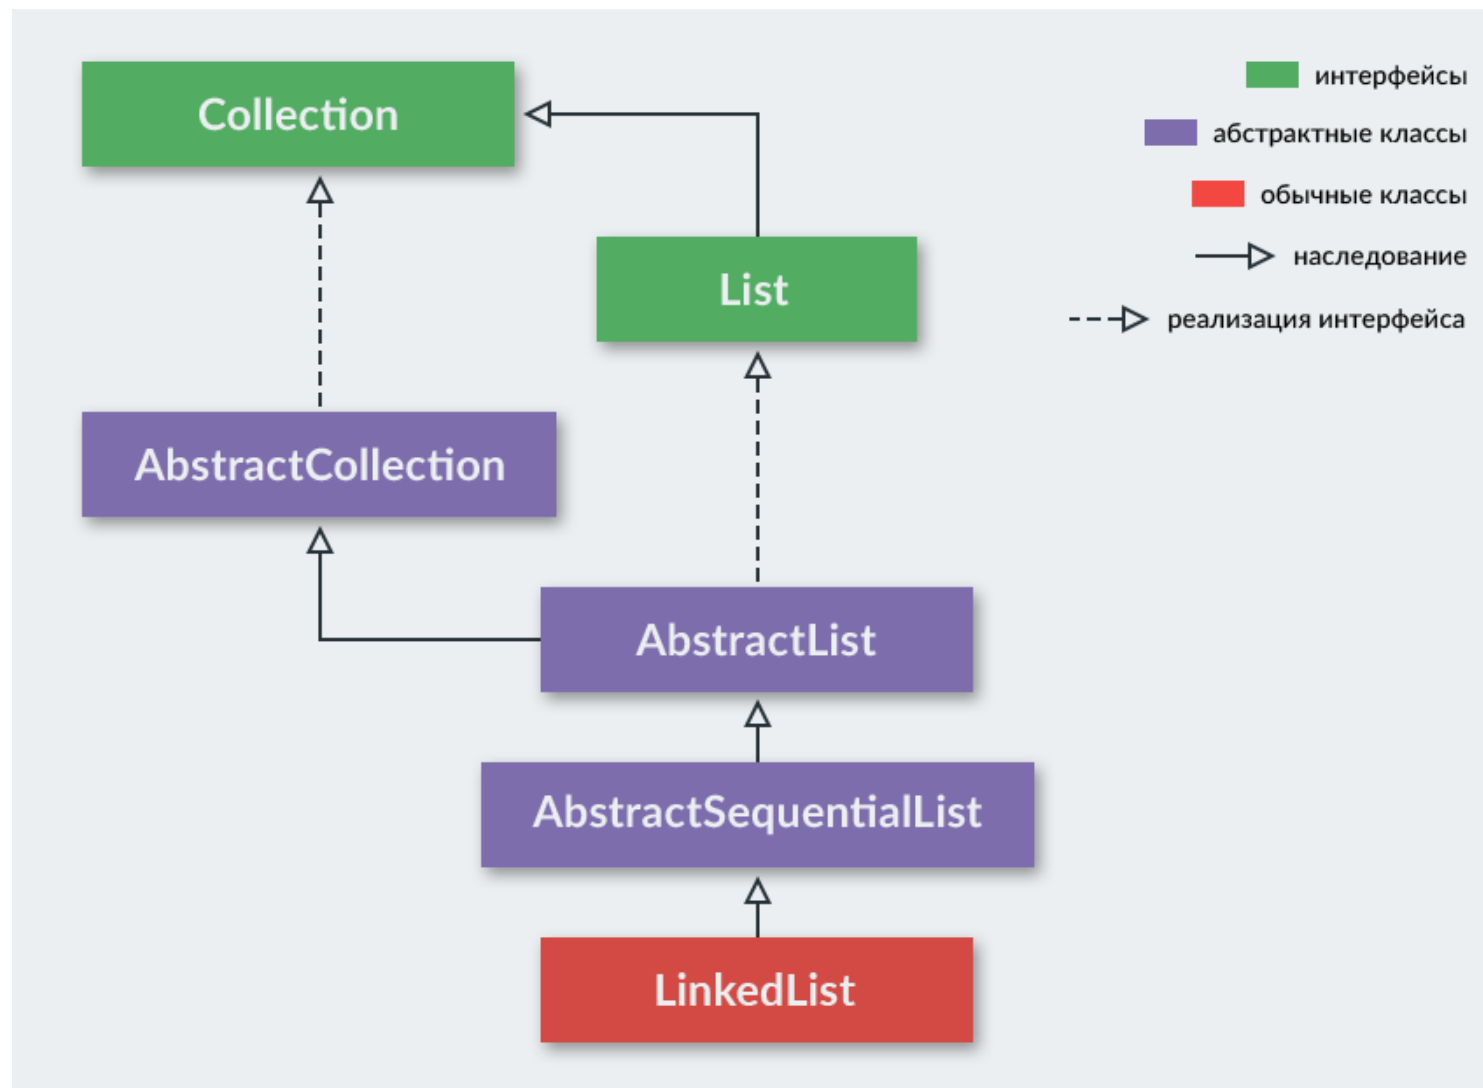 Collection
интерфейсы
абстрактные классы
обычные классы
наследование
реализация интерфейса
List
AbstractCollection
AbstractList
AbstractSequentialList
LinkedList